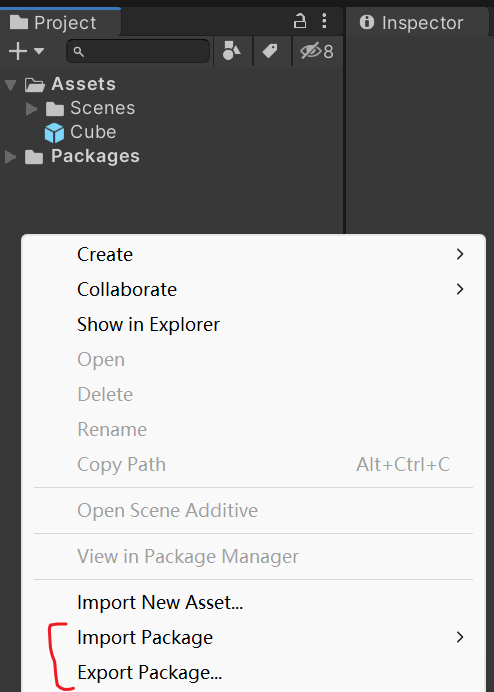 Project
Inspector
8
Assets
Scenes
Cube
Packages
Create
Collaborate
Show in Explorer
Open
Delete
Rename
Copy Path Alt+Ctrl+C
Open Scene Additive
View in Package Manager
Import New Asset...
Import Package
Export Package...